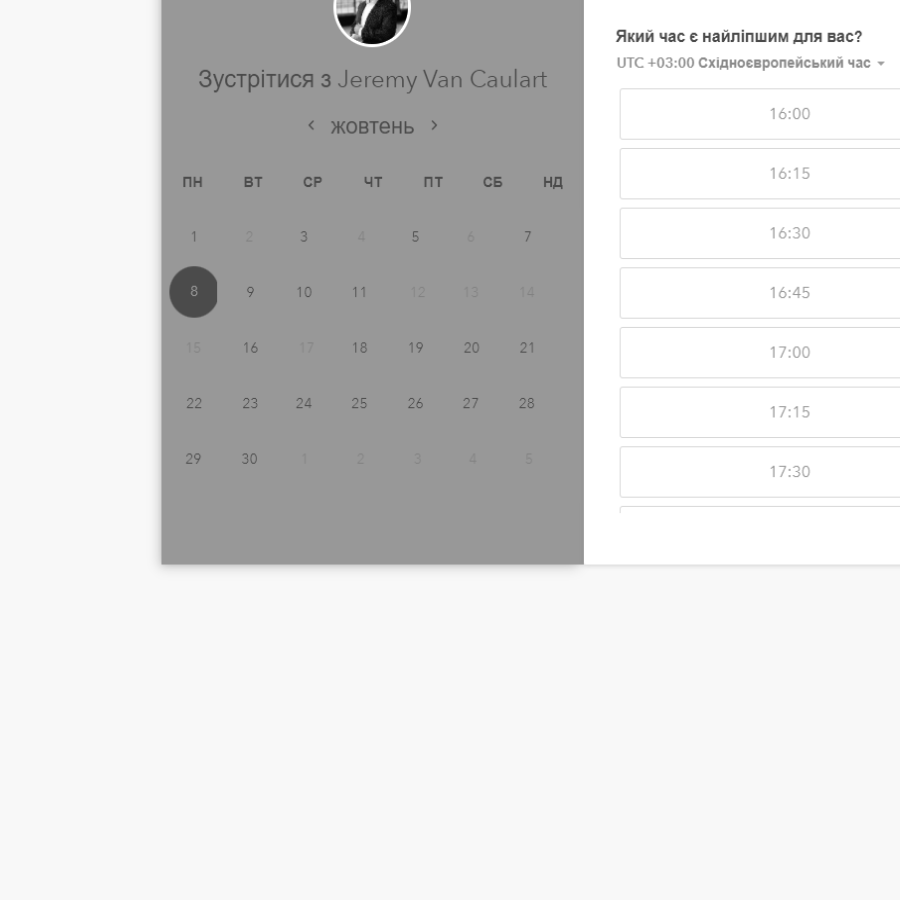 Зустрітися з Jeremy Van Caulart
‹ жовтень ›
ПН ВТ СР ЧТ ПТ СБ НД
1 2 3 4 5 6 7
8 9 10 11 12 13 14
15 16 17 18 19 20 21
22 23 24 25 26 27 28
29 30 1 2 3 4 5
Який час є найліпшим для вас?
UTC +03:00 Східноєвропейський час
16:00
16:15
16:30
16:45
17:00
17:15
17:30